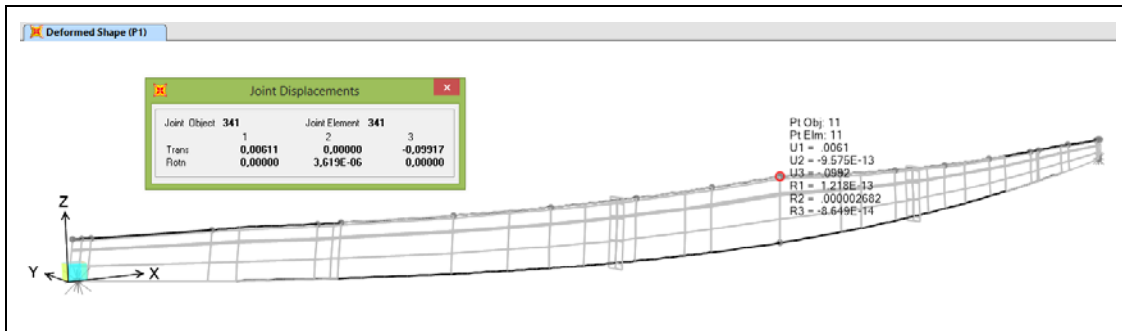 Deformed Shape (P1)
Joint Displacements
Joint Object 341 Joint Element 341
1 2 3
Trans 0,00611 0,00000 -0,09917
Rotn 0,00000 3,619E-06 0,00000
Pt Obj: 11
Pt Elm: 11
U1 = .0061
U2 = -9.575E-13
U3 = -.0992
R1 = 1.218E-13
R2 = .000002682
R3 = -8.649E-14
Z
Y
X